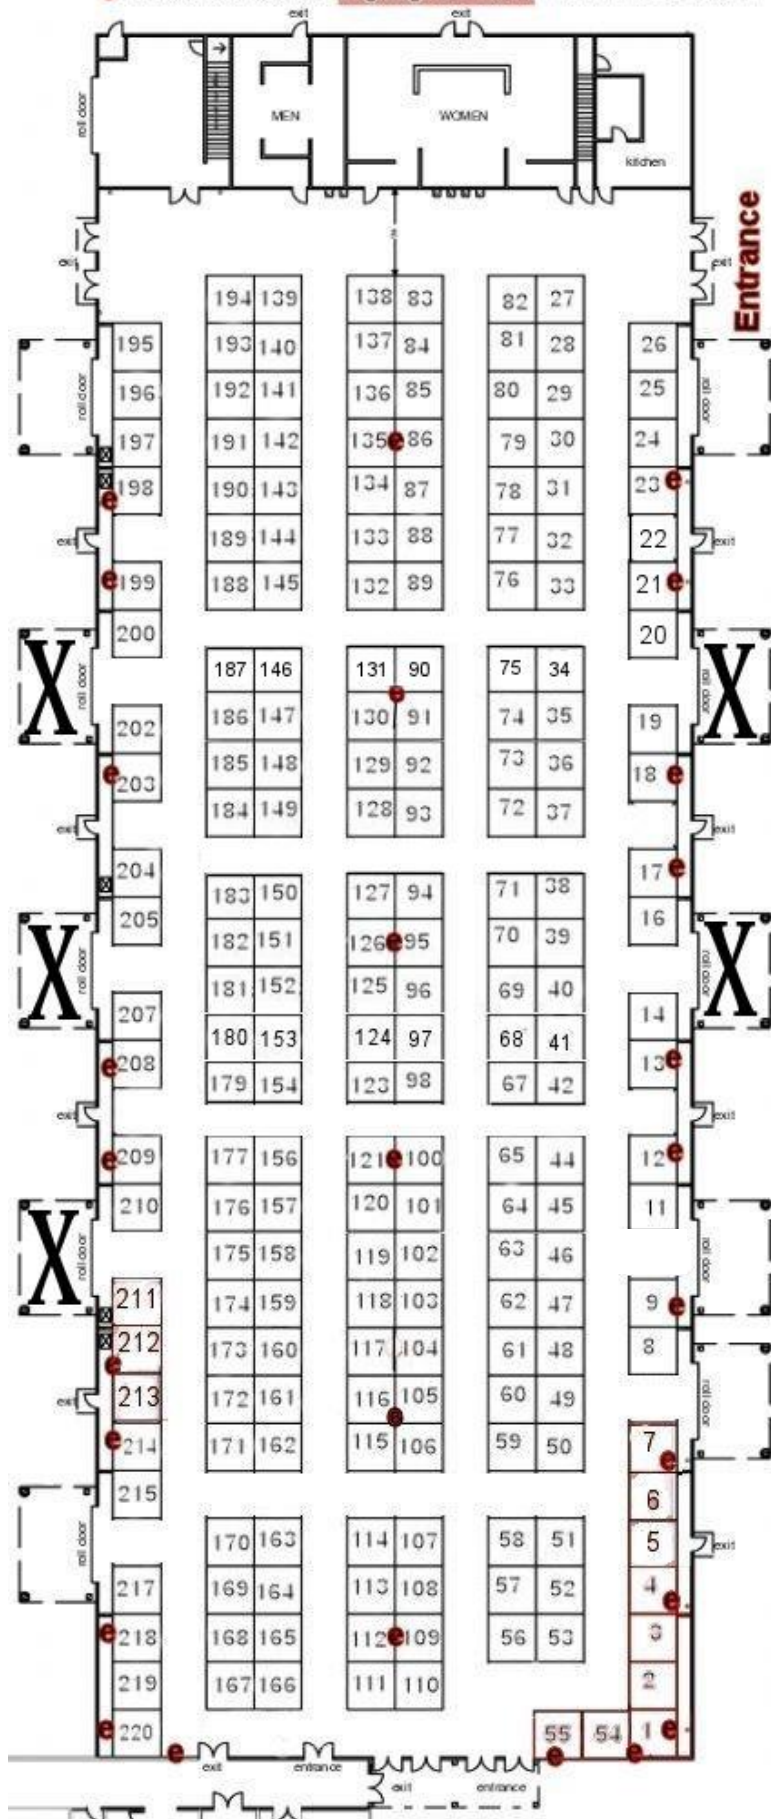 exit exit
roll door
MEN WOMEN
kitchen
Entrance
exit exit
194 139 138 83 82 27
195 193 140 137 84 81 28 26
roll door roll door
196 192 141 136 85 80 29 25
197 191 142 135 e 86 79 30 24
198 190 143 134 87 78 31 23 e
e
exit 189 144 133 88 77 32 22 exit
e 199 188 145 132 89 76 33 21 e
200 20
X roll door 187 146 131 90 75 34 roll door X
e
202 186 147 130 91 74 35 19
e 203 185 148 129 92 73 36 18 e
exit 184 149 128 93 72 37 exit
204 183 150 127 94 71 38 17 e
205 182 151 126 e 95 70 39 16
X roll door 181 152 125 96 69 40 roll door X
207 180 153 124 97 68 41 14
e 208 179 154 123 98 67 42 13 e
exit exit
e 209 177 156 121 e 100 65 44 12 e
210 176 157 120 101 64 45 11
X roll door 175 158 119 102 63 46 roll door
211 174 159 118 103 62 47 9 e
212 173 160 117 104 61 48 8
e
exit 213 172 161 116 105 60 49 roll door
e
e 214 171 162 115 106 59 50 7 e
215 6
roll door 170 163 114 107 58 51 5 exit
217 169 164 113 108 57 52 4 e
e 218 168 165 112 e 109 56 53 3
219 167 166 111 110 2
e 220 55 54 1 e
e e e
exit entrance exit entrance